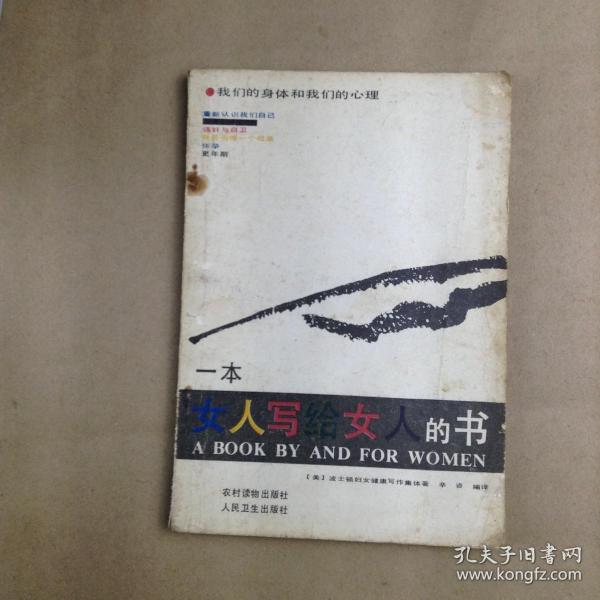 ●我们的身体和我们的心理
重新认识我们自己
强奸与自卫
怀孕
更年期
一本
女人写给女人的书
A BOOK BY AND FOR WOMEN
[美]波士顿妇女健康写作集体著 编译
农村读物出版社
人民卫生出版社
孔夫子旧书网
www.kongfz.com